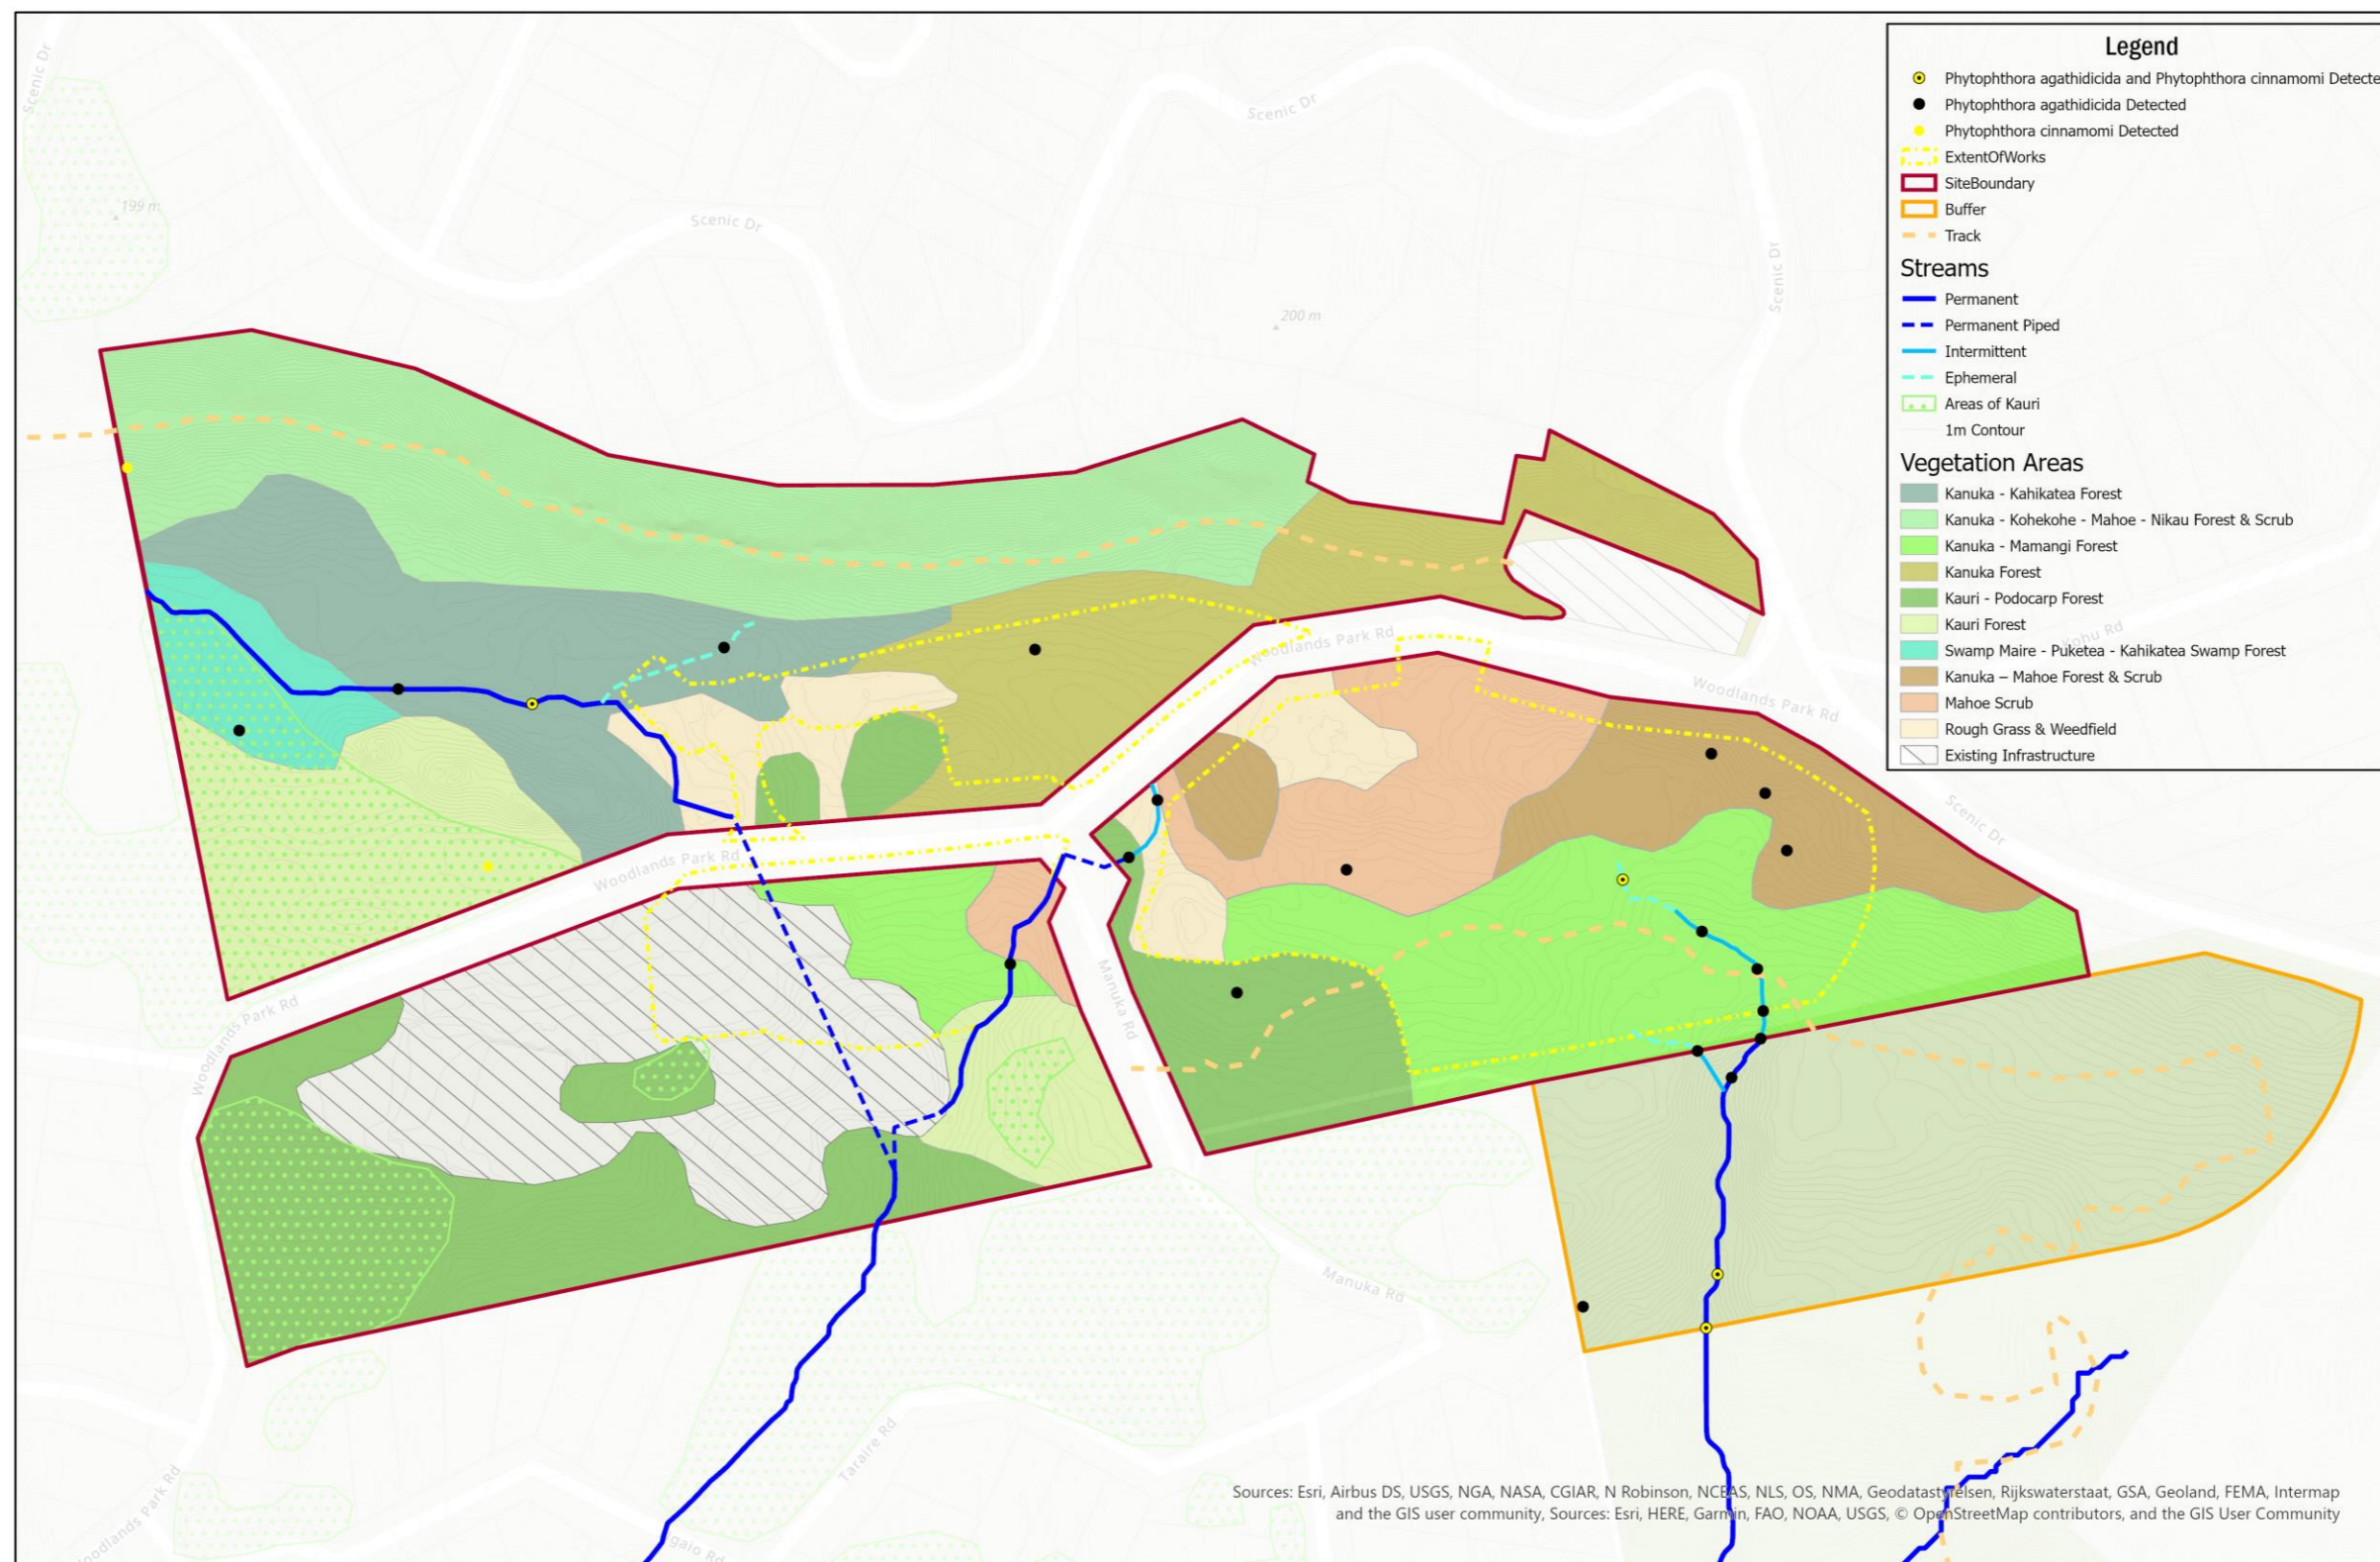 Legend
Phytophthora agathidicida and Phytophthora cinnamomi Detecte
Phytophthora agathidicida Detected
Phytophthora cinnamomi Detected
ExtentOfWorks
SiteBoundary
Buffer
Track
Streams
Permanent
Permanent Piped
Intermittent
Ephemeral
Areas of Kauri
1m Contour
Vegetation Areas
Kanuka - Kahikatea Forest
Kanuka - Kohekohe - Mahoe - Nikau Forest & Scrub
Kanuka - Mamangi Forest
Kanuka Forest
Kauri - Podocarp Forest
Kauri Forest
Swamp Maire - Puketea - Kahikatea Swamp Forest
Kanuka – Mahoe Forest & Scrub
Mahoe Scrub
Rough Grass & Weedfield
Existing Infrastructure
Scenic Dr
Scenic Dr
199 m
Scenic Dr
Scenic Dr
200 m
Kohu Rd
Woodlands Park Rd
Woodlands Park Rd
Scenic Dr
Woodlands Park Rd
Woodlands Park Rd
Manuka Rd
Manuka Rd
Taraire Rd
oodlands Park Rd
gaio Rd
Sources: Esri, Airbus DS, USGS, NGA, NASA, CGIAR, N Robinson, NCEAS, NLS, OS, NMA, Geodatastyrelsen, Rijkswaterstaat, GSA, Geoland, FEMA, Intermap
and the GIS user community, Sources: Esri, HERE, Garmin, FAO, NOAA, USGS, © OpenStreetMap contributors, and the GIS User Community